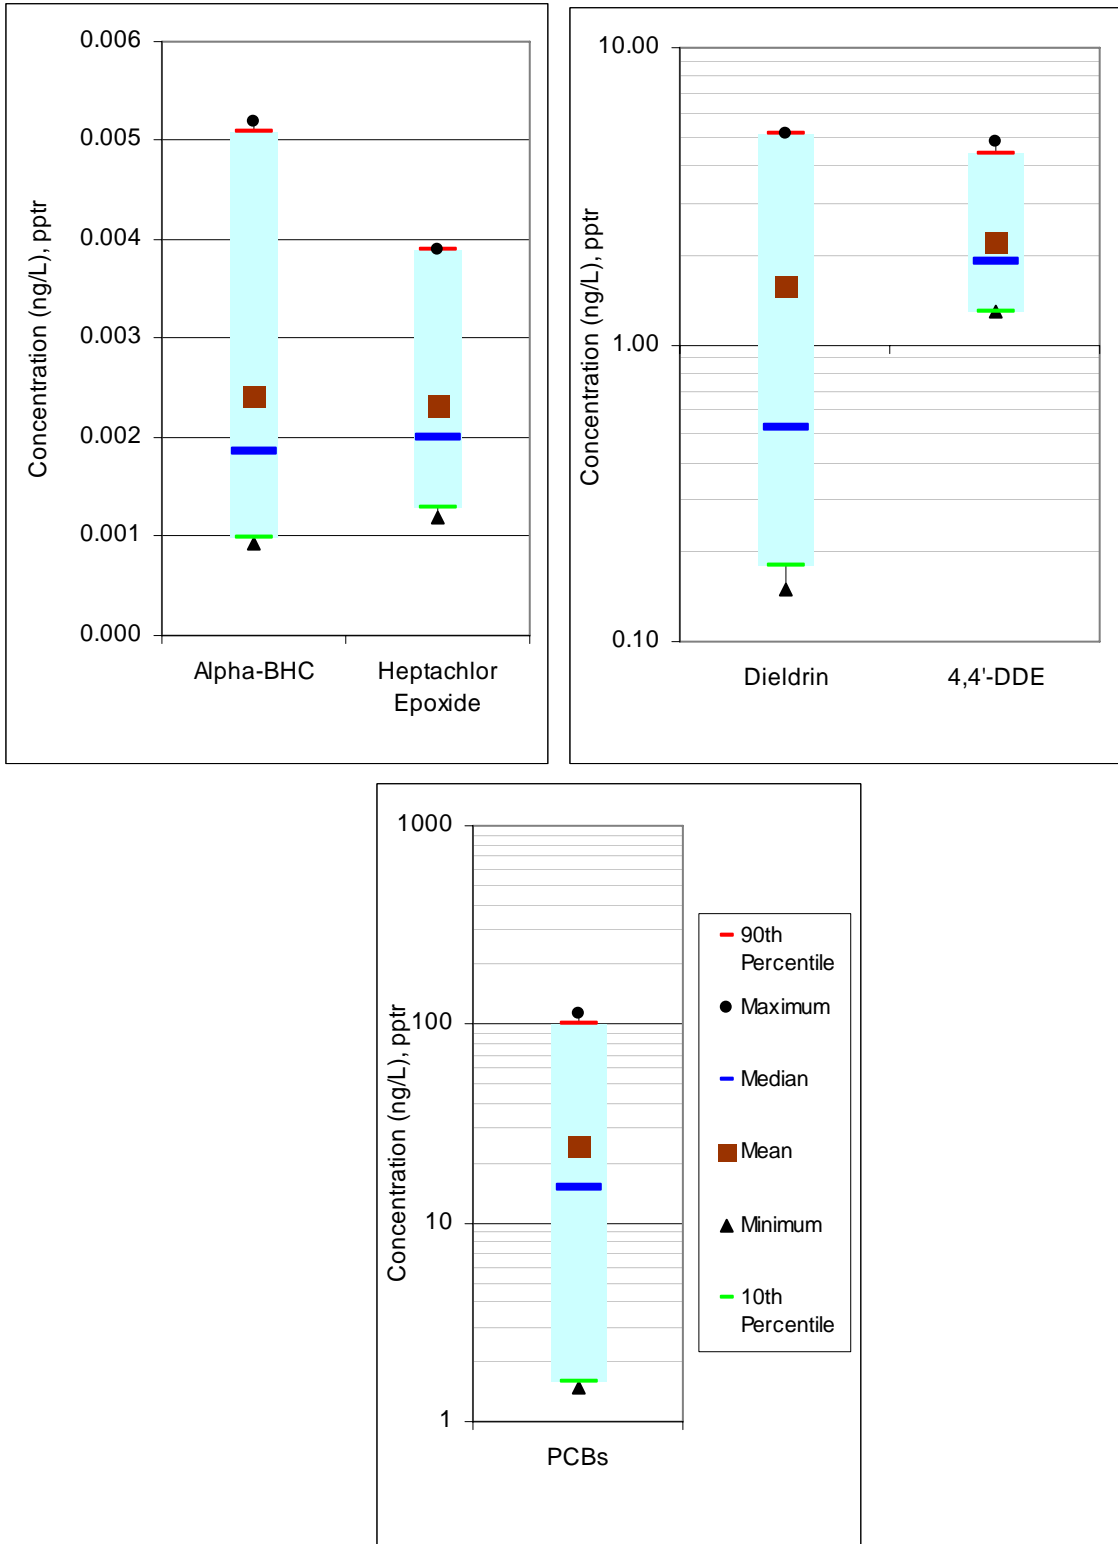 Concentration (ng/L), pptr
0.006
0.005
0.004
0.003
0.002
0.001
0.000
Alpha-BHC
Heptachlor
Epoxide
Concentration (ng/L), pptr
10.00
1.00
0.10
Dieldrin
4,4'-DDE
Concentration (ng/L), pptr
1000
100
10
1
PCBs
90th
Percentile
Maximum
Median
Mean
Minimum
10th
Percentile